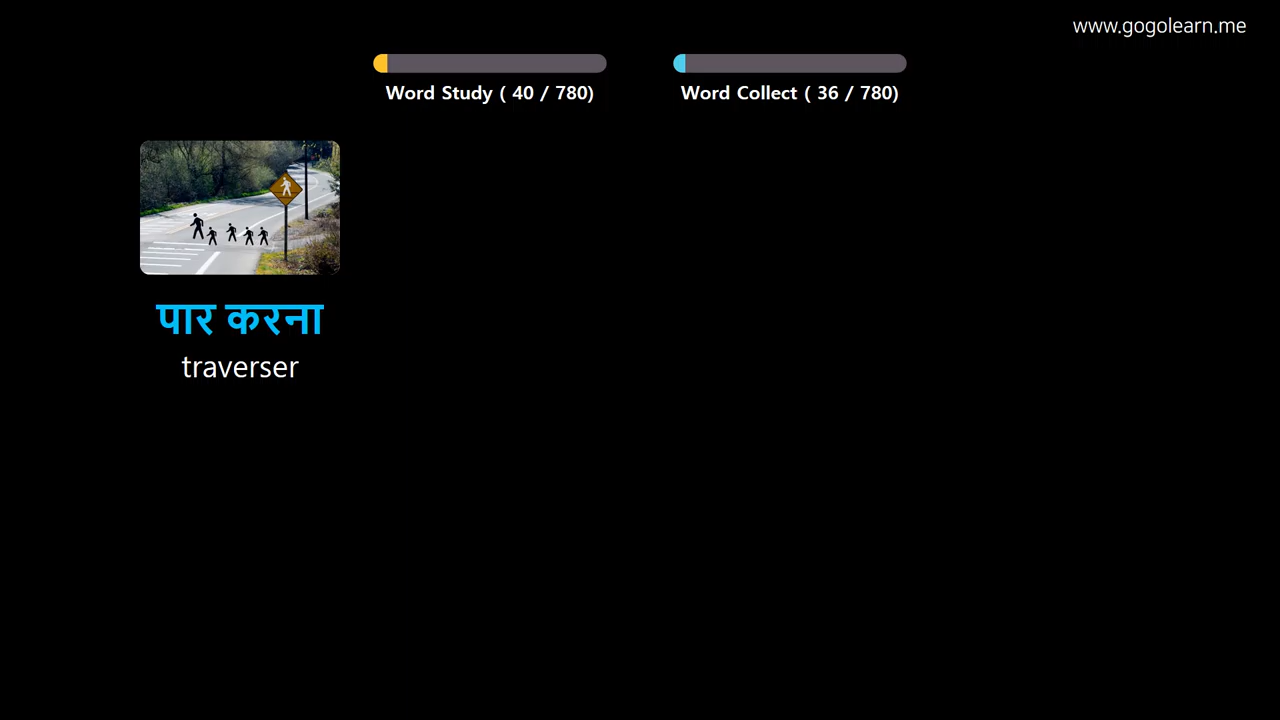 www.gogolearn.me
Word Study ( 40 / 780)
Word Collect ( 36 / 780)
पार करना
traverser